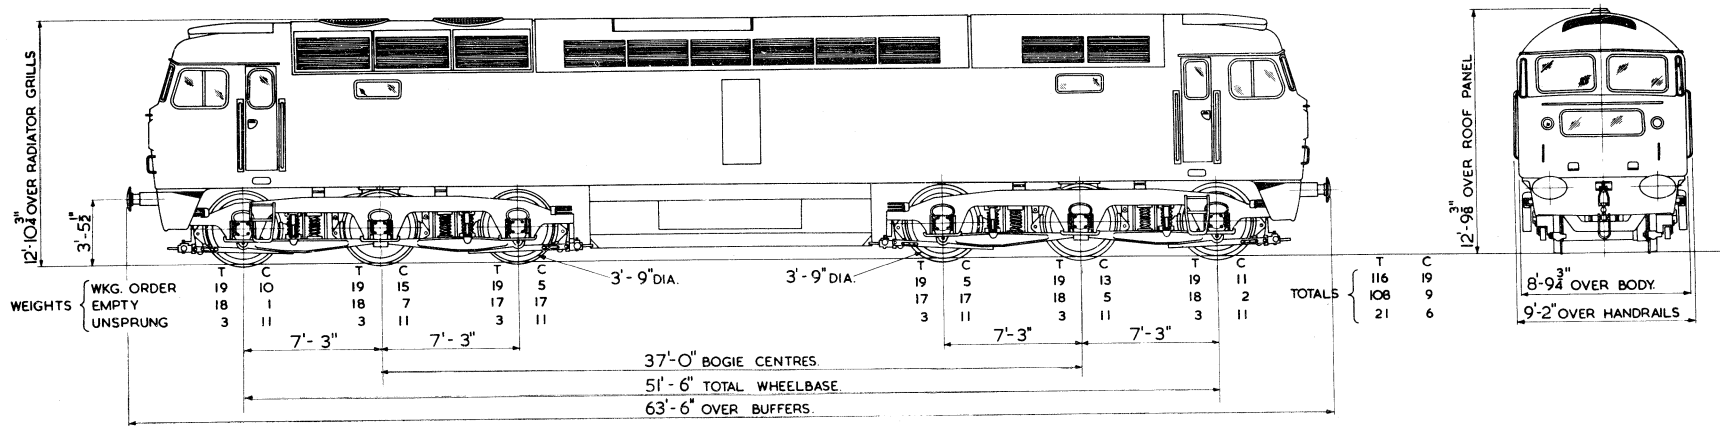 12'-10¾" OVER RADIATOR GRILLS
3'-5½"
12'-9⅜" OVER ROOF PANEL
T C T C T C T C T C T C T C
WEIGHTS
WKG. ORDER 19 10 19 15 19 5 19 5 19 13 19 11
EMPTY 18 1 18 7 17 17 17 17 18 5 18 2
UNSPRUNG 3 11 3 11 3 11 3 11 3 11 3 11
3'-9" DIA.
3'-9" DIA.
TOTALS
116 19
108 9
21 6
8'-9¾" OVER BODY.
9'-2" OVER HANDRAILS
7'-3" 7'-3" 7'-3" 7'-3"
37'-0" BOGIE CENTRES.
51'-6" TOTAL WHEELBASE.
63'-6" OVER BUFFERS.